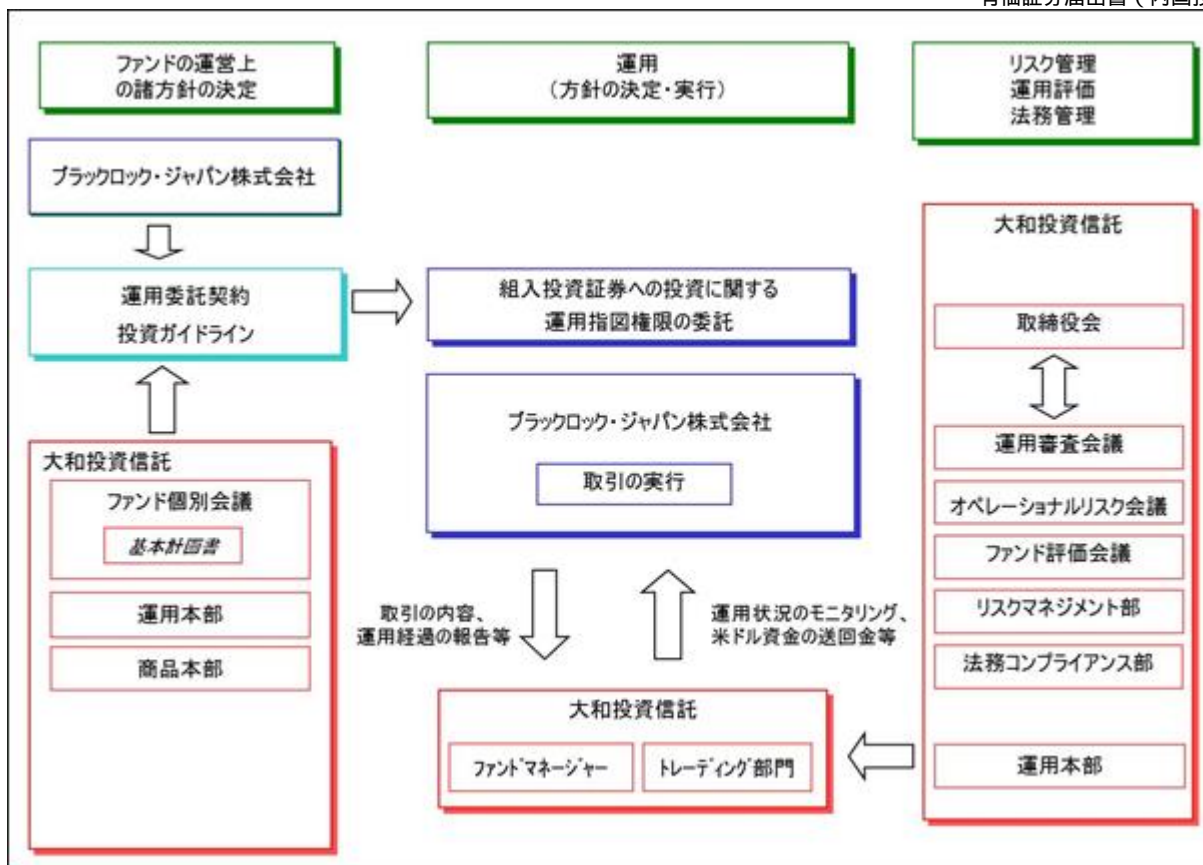 ファンドの運営上
の諸方針の決定
運用
（方針の決定・実行）
リスク管理
運用評価
法務管理
ブラックロック・ジャパン株式会社
運用委託契約
投資ガイドライン
組入投資証券への投資に関する
運用指図権限の委託
ブラックロック・ジャパン株式会社
取引の実行
大和投資信託
ファンド個別会議
基本計画書
運用本部
商品本部
取引の内容、
運用経過の報告等
運用状況のモニタリング、
米ドル資金の送回金等
大和投資信託
ファンドマネージャー
トレーディング部門
大和投資信託
取締役会
運用審査会議
オペレーショナルリスク会議
ファンド評価会議
リスクマネジメント部
法務コンプライアンス部
運用本部